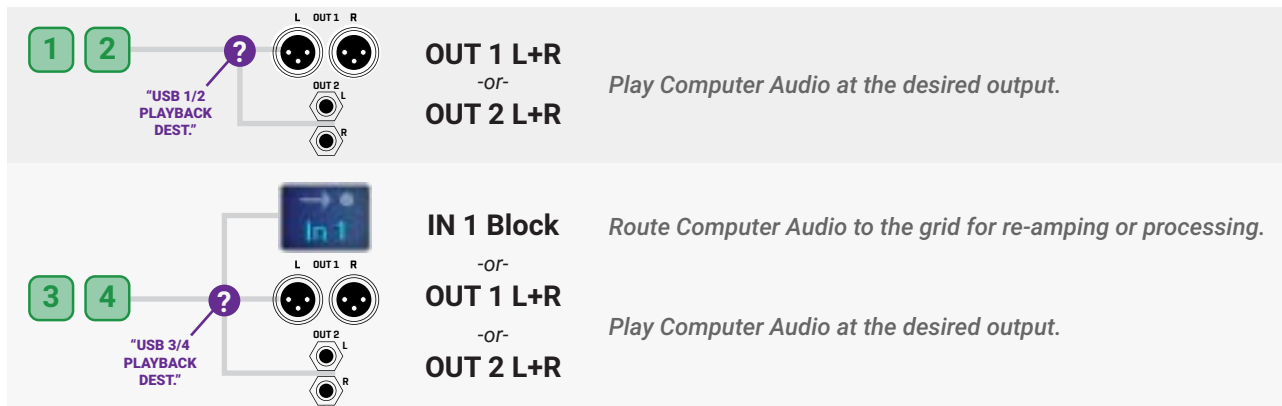 L OUT 1 R
1 2
?
OUT 2
L
R
"USB 1/2
PLAYBACK
DEST."
OUT 1 L+R
-or-
OUT 2 L+R
Play Computer Audio at the desired output.
In 1
IN 1 Block
Route Computer Audio to the grid for re-amping or processing.
-or-
L OUT 1 R
3 4
?
OUT 1 L+R
-or-
OUT 2
L
R
"USB 3/4
PLAYBACK
DEST."
OUT 2 L+R
Play Computer Audio at the desired output.